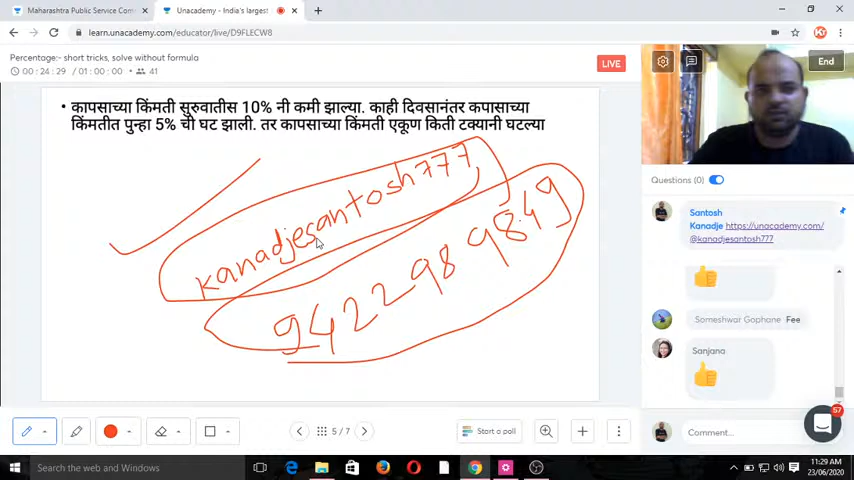 Maharashtra Public Service Com
Unacademy - India's largest
learn.unacademy.com/educator/live/D9FLECW8
Percentage:- short tricks, solve without formula
00 : 24 : 29 / 01 : 00 : 00 • 41
LIVE
End
• कापसाच्या किंमती सुरुवातीस 10% नी कमी झाल्या. काही दिवसानंतर कपासाच्या
किंमतीत पुन्हा 5% ची घट झाली. तर कापसाच्या किंमती एकूण किती टक्यानी घटल्या
kanadjesantosh777
9422989849
Questions (0)
Santosh
Kanadje https://unacademy.com/
@kanadjesantosh777
Someshwar Gophane Fee
Sanjana
5 / 7
Start a poll
Comment...
57
Search the web and Windows
11:29 AM
23/06/2020